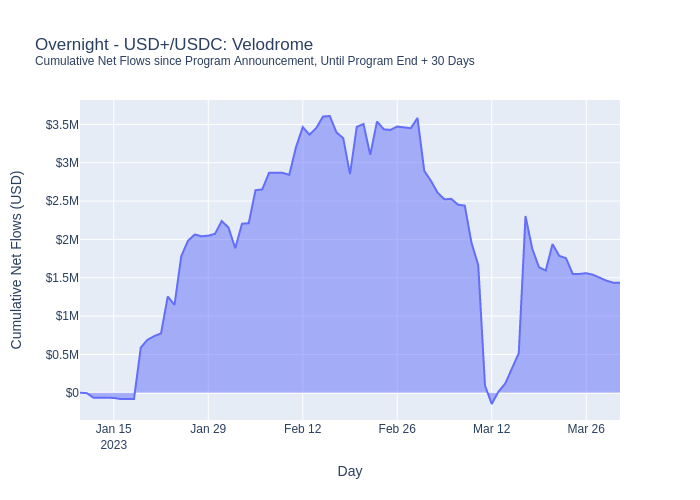 Overnight - USD+/USDC: Velodrome
Cumulative Net Flows since Program Announcement, Until Program End + 30 Days
Cumulative Net Flows (USD)
$3.5M
$3M
$2.5M
$2M
$1.5M
$1M
$0.5M
$0
Jan 15
2023
Jan 29
Feb 12
Feb 26
Mar 12
Mar 26
Day